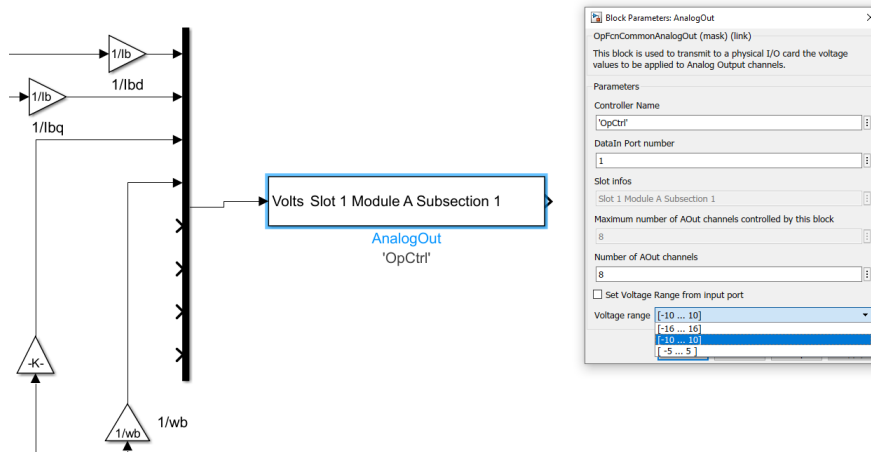 1/Ib
1/Ibd
1/Ib
1/Ibq
Volts Slot 1 Module A Subsection 1
AnalogOut
'OpCtrl'
-K-
1/wb
1/wb
Block Parameters: AnalogOut
OpFcnCommonAnalogOut (mask) (link)
This block is used to transmit to a physical I/O card the voltage
values to be applied to Analog Output channels.
Parameters
Controller Name
'OpCtrl'
DataIn Port number
1
Slot infos
Slot 1 Module A Subsection 1
Maximum number of AOut channels controlled by this block
8
Number of AOut channels
8
Set Voltage Range from input port
Voltage range [-10 ... 10]
[-16 ... 16]
[-10 ... 10]
[ -5 ... 5 ]